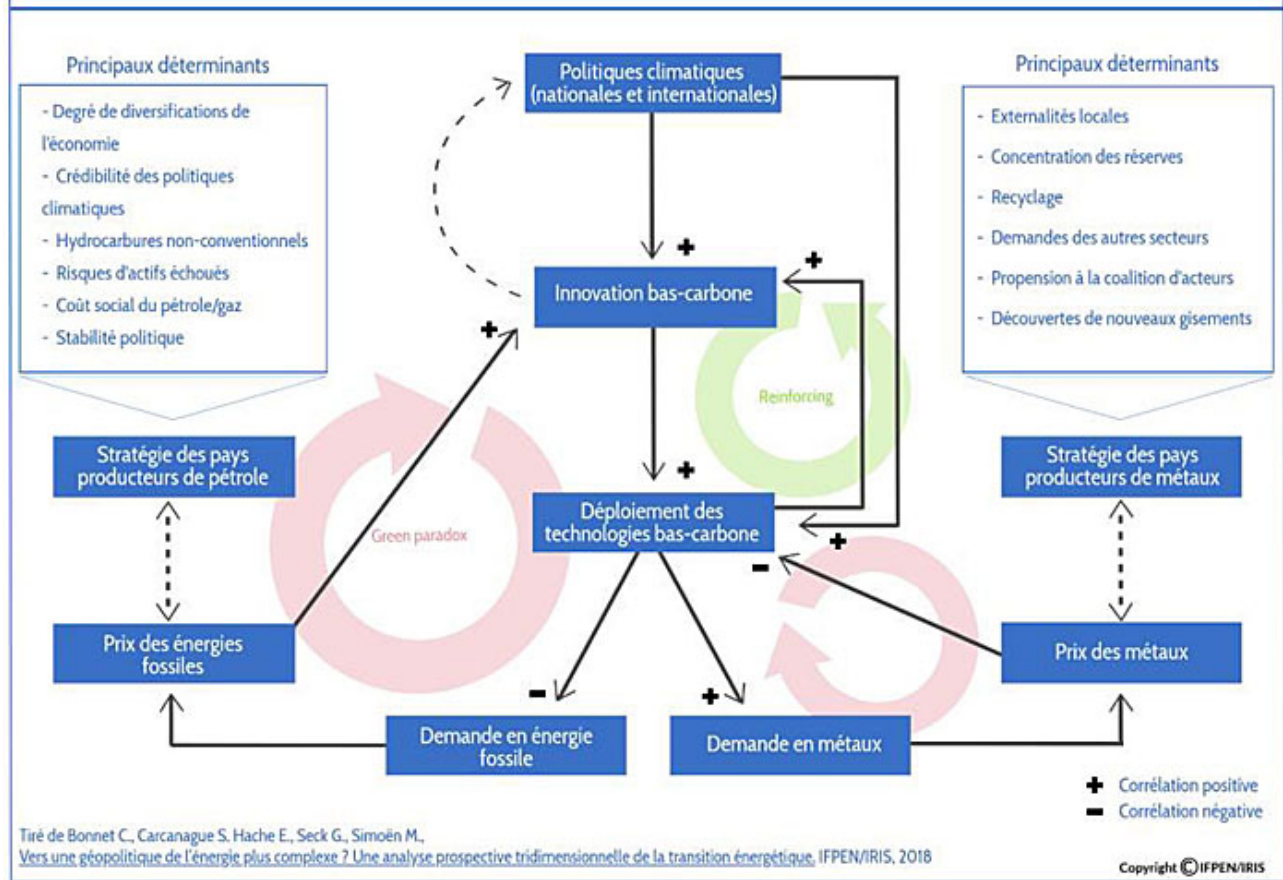 Principaux déterminants
- Degré de diversifications de
l'économie
- Crédibilité des politiques
climatiques
- Hydrocarbures non-conventionnels
- Risques d'actifs échoués
- Coût social du pétrole/gaz
- Stabilité politique
Politiques climatiques
(nationales et internationales)
Principaux déterminants
- Externalités locales
- Concentration des réserves
- Recyclage
- Demandes des autres secteurs
- Propension à la coalition d'acteurs
- Découvertes de nouveaux gisements
+
+
Innovation bas-carbone
+
Reinforcing
Stratégie des pays
producteurs de pétrole
+
Stratégie des pays
producteurs de métaux
Green paradox
Déploiement des
technologies bas-carbone
+
-
Prix des énergies
fossiles
Prix des métaux
-
+
Demande en énergie
fossile
Demande en métaux
+ Corrélation positive
- Corrélation négative
Tiré de Bonnet C., Carcanague S. Hache E., Seck G., Simoën M.,
Vers une géopolitique de l'énergie plus complexe ? Une analyse prospective tridimensionnelle de la transition énergétique. IFPEN/IRIS, 2018
Copyright © IFPEN/IRIS